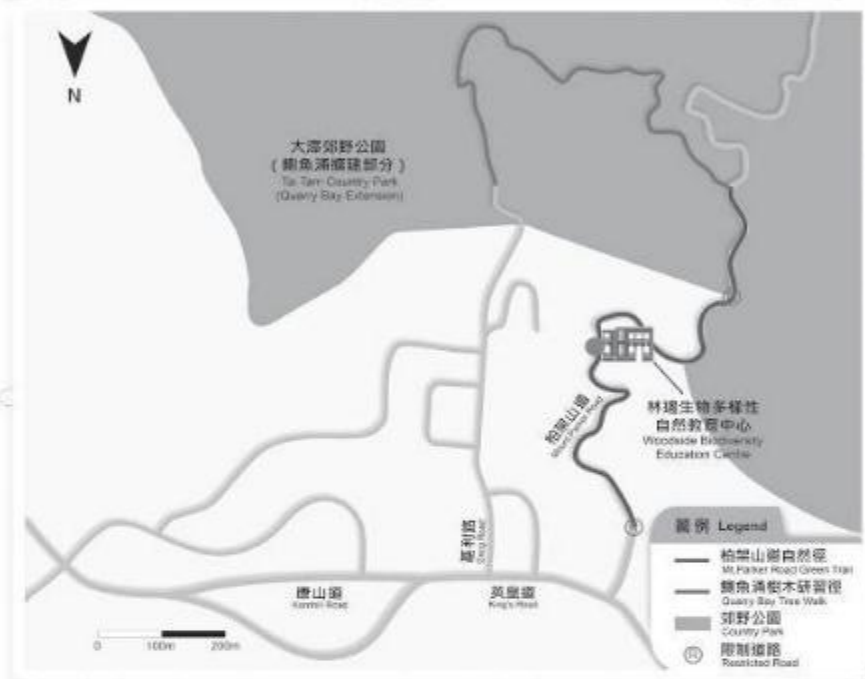 N
大潭郊野公園
(鰂魚涌擴建部分)
Tai Tam Country Park
(Quarry Bay Extension)
柏架山道
Mount Parker Road
林邊生物多樣性
自然教育中心
Woodside Biodiversity
Education Centre
基利路
Greig Road
康山道
Kornhill Road
英皇道
King's Road
0 100m 200m
圖例 Legend
柏架山道自然徑
Mt.Parker Road Green Trail
鰂魚涌樹木研習徑
Quarry Bay Tree Walk
郊野公園
Country Park
R 限制道路
Restricted Road